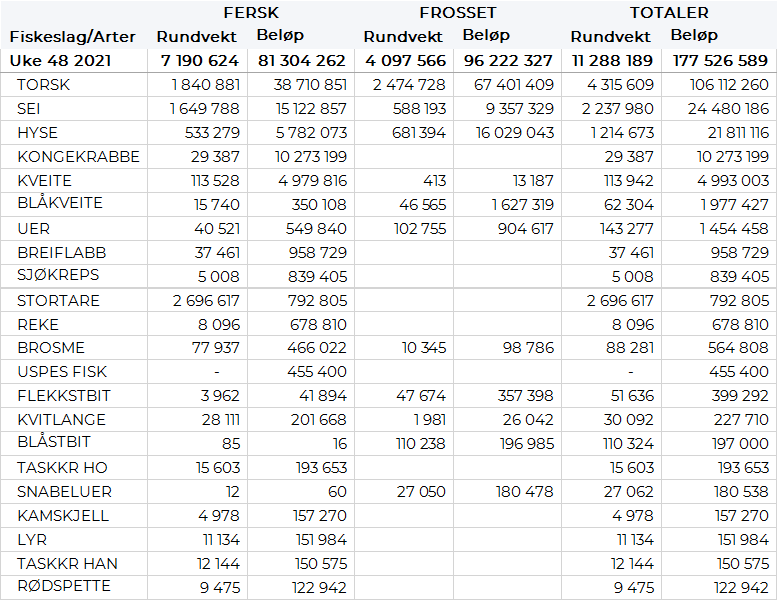 FERSK FROSSET TOTALER
Fiskeslag/Arter Rundvekt Beløp Rundvekt Beløp Rundvekt Beløp
Uke 48 2021 7 190 624 81 304 262 4 097 566 96 222 327 11 288 189 177 526 589
TORSK 1 840 881 38 710 851 2 474 728 67 401 409 4 315 609 106 112 260
SEI 1 649 788 15 122 857 588 193 9 357 329 2 237 980 24 480 186
HYSE 533 279 5 782 073 681 394 16 029 043 1 214 673 21 811 116
KONGEKRABBE 29 387 10 273 199 29 387 10 273 199
KVEITE 113 528 4 979 816 413 13 187 113 942 4 993 003
BLÅKVEITE 15 740 350 108 46 565 1 627 319 62 304 1 977 427
UER 40 521 549 840 102 755 904 617 143 277 1 454 458
BREIFLABB 37 461 958 729 37 461 958 729
SJØKREPS 5 008 839 405 5 008 839 405
STORTARE 2 696 617 792 805 2 696 617 792 805
REKE 8 096 678 810 8 096 678 810
BROSME 77 937 466 022 10 345 98 786 88 281 564 808
USPES FISK - 455 400 - 455 400
FLEKKSTBIT 3 962 41 894 47 674 357 398 51 636 399 292
KVITLANGE 28 111 201 668 1 981 26 042 30 092 227 710
BLÅSTBIT 85 16 110 238 196 985 110 324 197 000
TASKKR HO 15 603 193 653 15 603 193 653
SNABELUER 12 60 27 050 180 478 27 062 180 538
KAMSKJELL 4 978 157 270 4 978 157 270
LYR 11 134 151 984 11 134 151 984
TASKKR HAN 12 144 150 575 12 144 150 575
RØDSPETTE 9 475 122 942 9 475 122 942